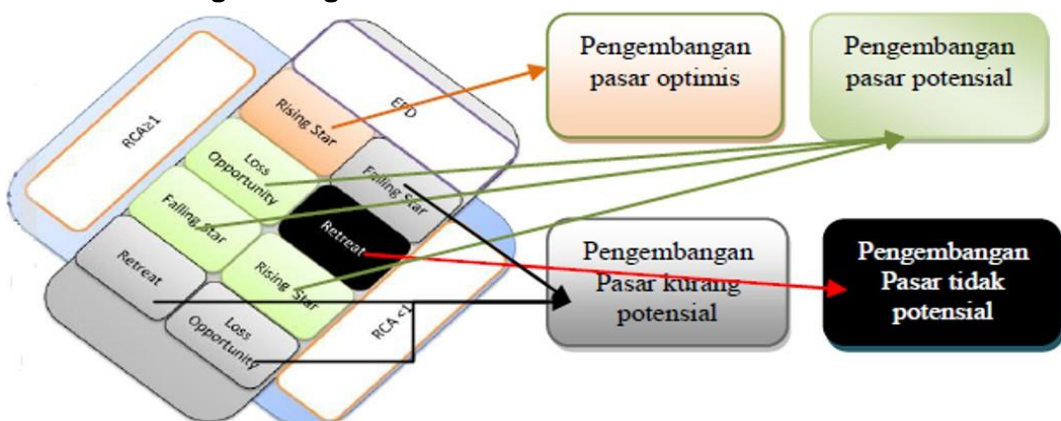 Pengembangan
pasar optimis
Pengembangan
pasar potensial
EPD
RCA≥1
Rising Star
Loss
Opportunity
Falling Star
Falling Star
Retreat
Retreat
Rising Star
Loss
Opportunity
RCA <1
Pengembangan
Pasar kurang
potensial
Pengembangan
Pasar tidak
potensial